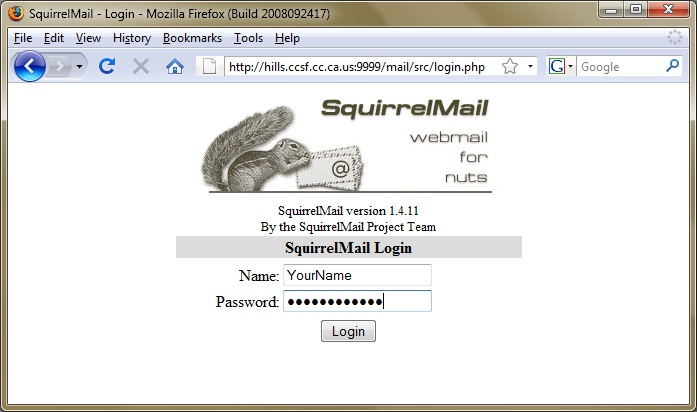 SquirrelMail - Login - Mozilla Firefox (Build 2008092417)
File Edit View History Bookmarks Tools Help
http://hills.ccsf.cc.ca.us:9999/mail/src/login.php
G Google
SquirrelMail
webmail
for
nuts
@
SquirrelMail version 1.4.11
By the SquirrelMail Project Team
SquirrelMail Login
Name: YourName
Password: ●●●●●●●●●●●●
Login